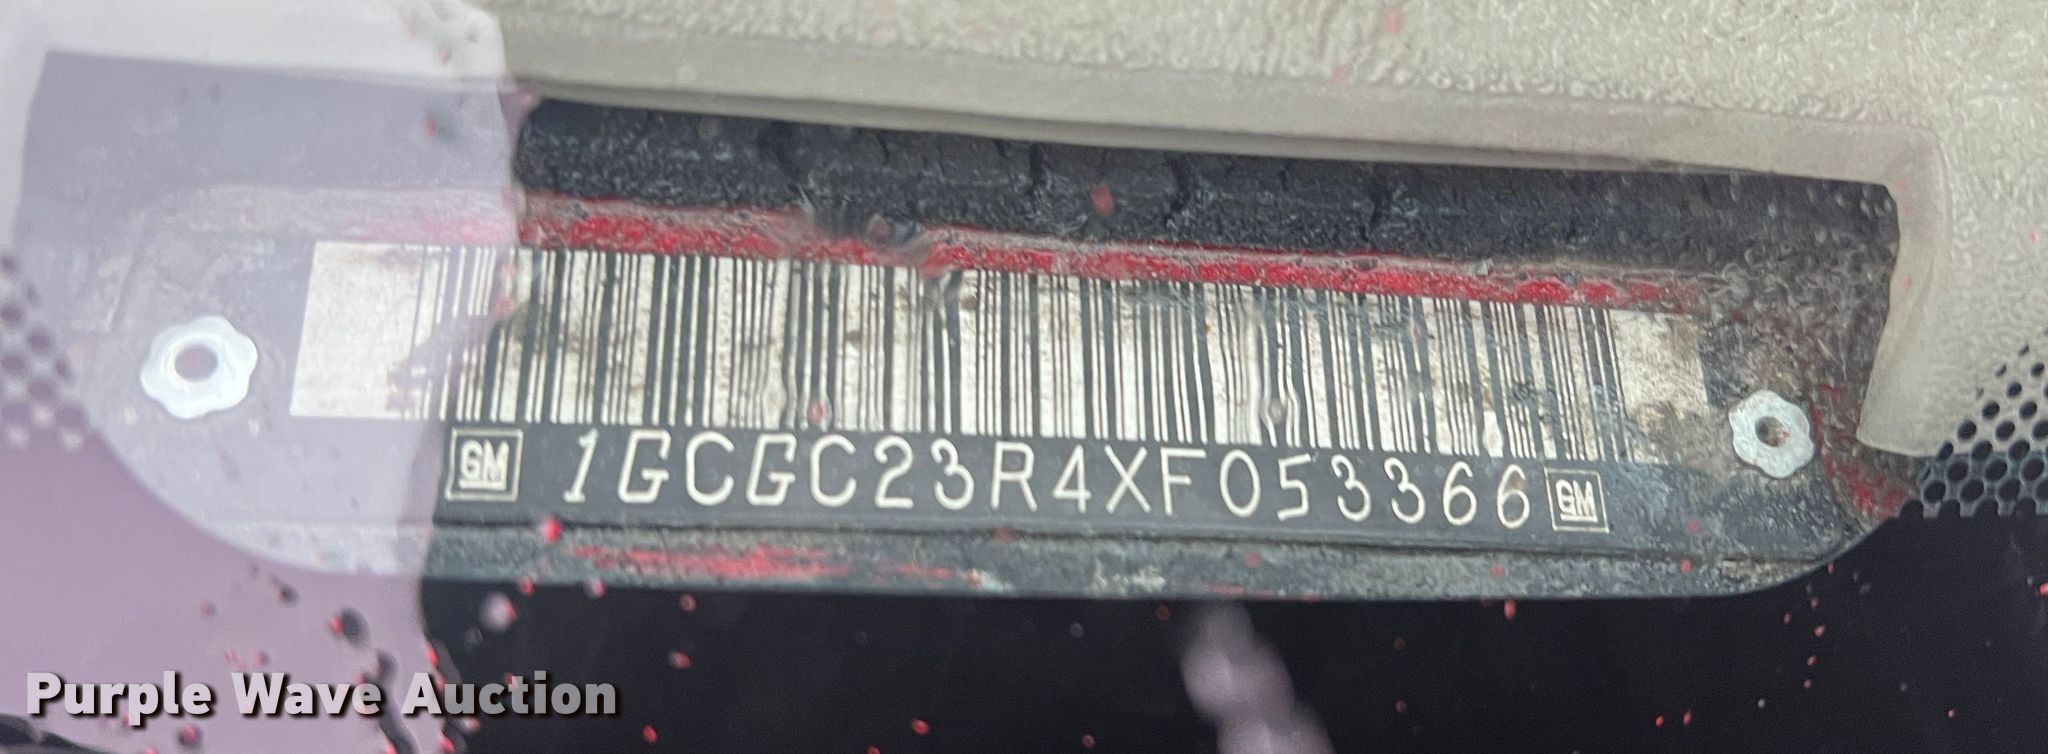 GM 1GCGC23R4XF053366 GM
Purple Wave Auction